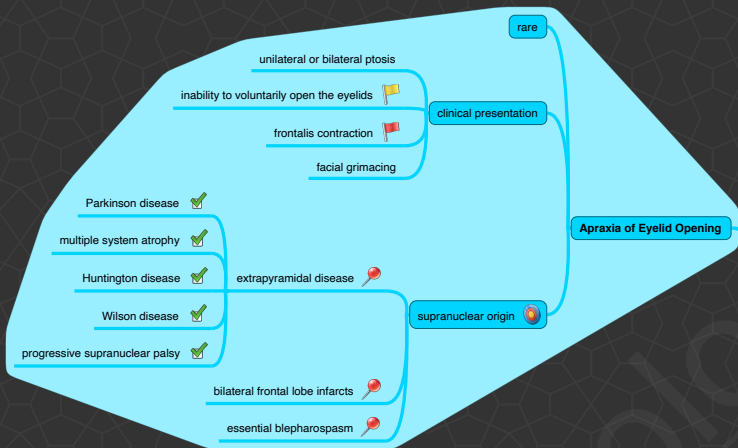 rare
unilateral or bilateral ptosis
inability to voluntarily open the eyelids
clinical presentation
frontalis contraction
facial grimacing
Parkinson disease
Apraxia of Eyelid Opening
multiple system atrophy
Huntington disease
extrapyramidal disease
Wilson disease
supranuclear origin
progressive supranuclear palsy
bilateral frontal lobe infarcts
essential blepharospasm